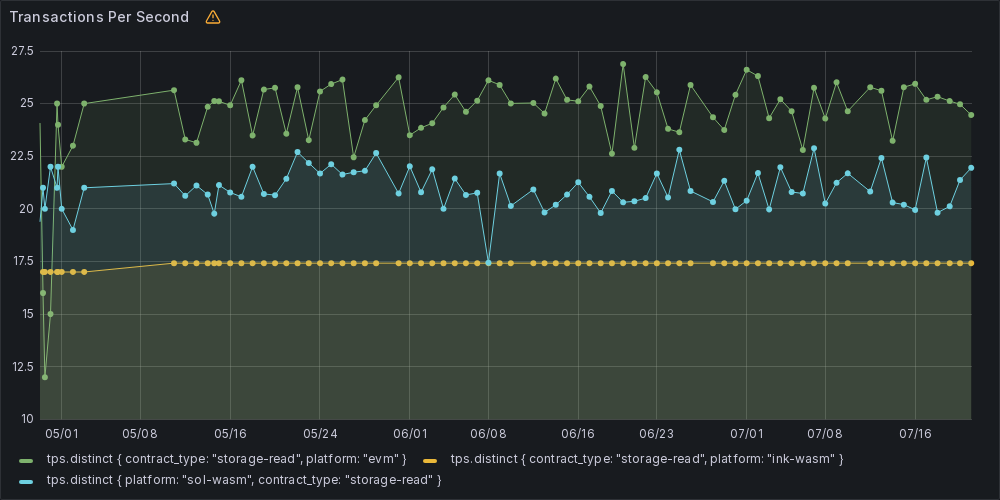 Transactions Per Second
27.5
25
22.5
20
17.5
15
12.5
10
05/01 05/08 05/16 05/24 06/01 06/08 06/16 06/23 07/01 07/08 07/16
tps.distinct { contract_type: "storage-read", platform: "evm" } tps.distinct { contract_type: "storage-read", platform: "ink-wasm" }
tps.distinct { platform: "sol-wasm", contract_type: "storage-read" }